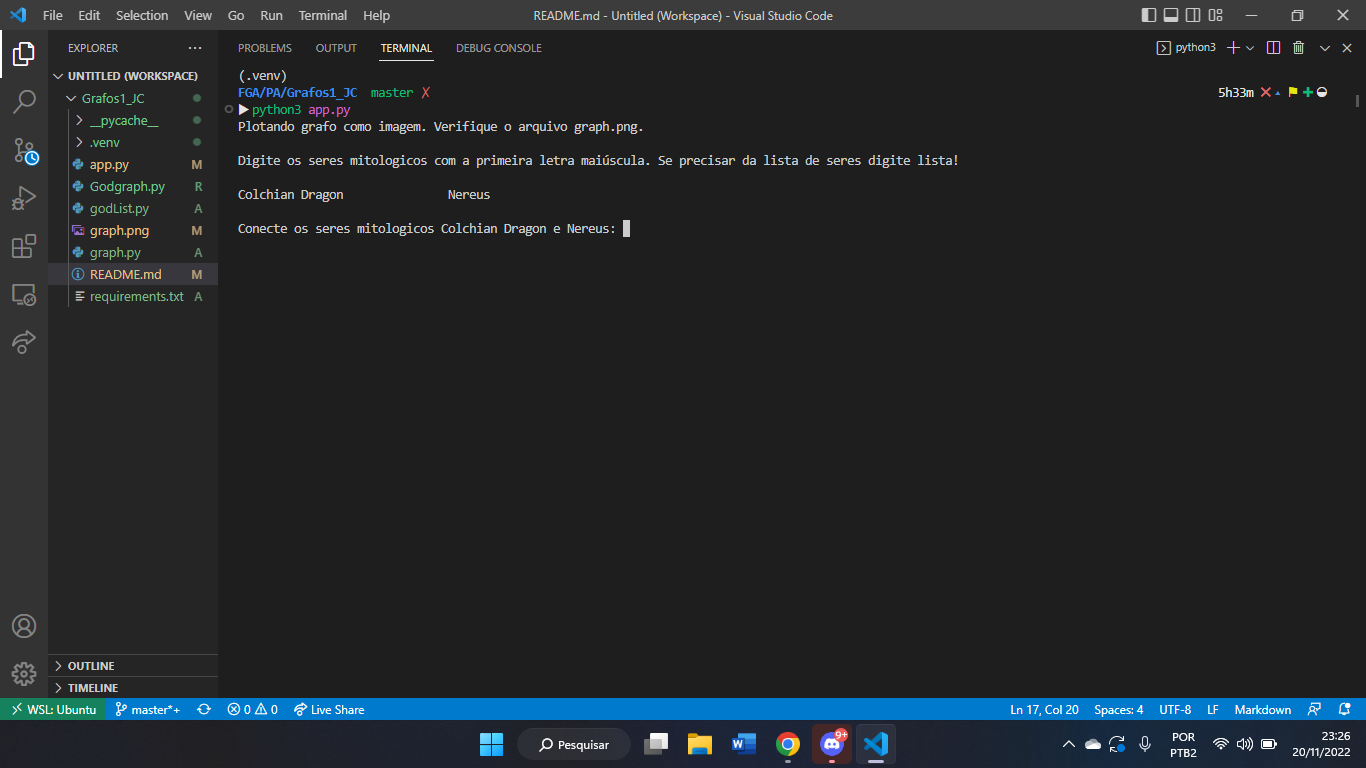 File Edit Selection View Go Run Terminal Help README.md - Untitled (Workspace) - Visual Studio Code
EXPLORER ··· PROBLEMS OUTPUT TERMINAL DEBUG CONSOLE python3
UNTITLED (WORKSPACE)
Grafos1_JC
__pycache__
.venv
app.py M
Godgraph.py R
godList.py A
graph.png M
graph.py A
README.md M
requirements.txt A
(.venv)
FGA/PA/Grafos1_JC master ✗ 5h33m
python3 app.py
Plotando grafo como imagem. Verifique o arquivo graph.png.
Digite os seres mitologicos com a primeira letra maiúscula. Se precisar da lista de seres digite lista!
Colchian Dragon Nereus
Conecte os seres mitologicos Colchian Dragon e Nereus:
OUTLINE
TIMELINE
WSL: Ubuntu master*+ 0 0 Live Share Ln 17, Col 20 Spaces: 4 UTF-8 LF Markdown
Pesquisar 9+ POR PTB2 23:26 20/11/2022